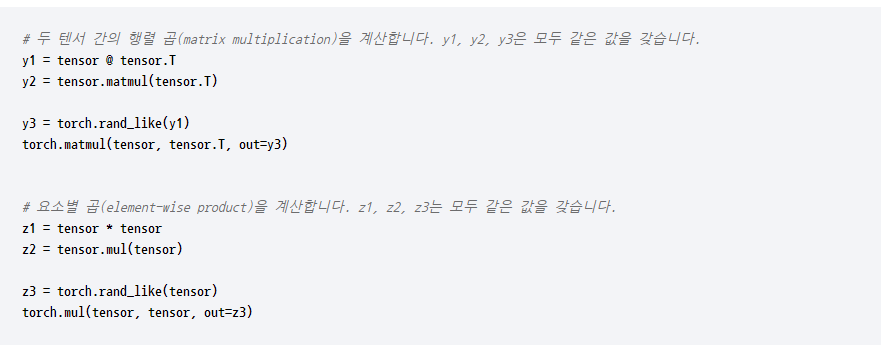 # 두 텐서 간의 행렬 곱(matrix multiplication)을 계산합니다. y1, y2, y3은 모두 같은 값을 갖습니다.
y1 = tensor @ tensor.T
y2 = tensor.matmul(tensor.T)
y3 = torch.rand_like(y1)
torch.matmul(tensor, tensor.T, out=y3)
# 요소별 곱(element-wise product)을 계산합니다. z1, z2, z3는 모두 같은 값을 갖습니다.
z1 = tensor * tensor
z2 = tensor.mul(tensor)
z3 = torch.rand_like(tensor)
torch.mul(tensor, tensor, out=z3)